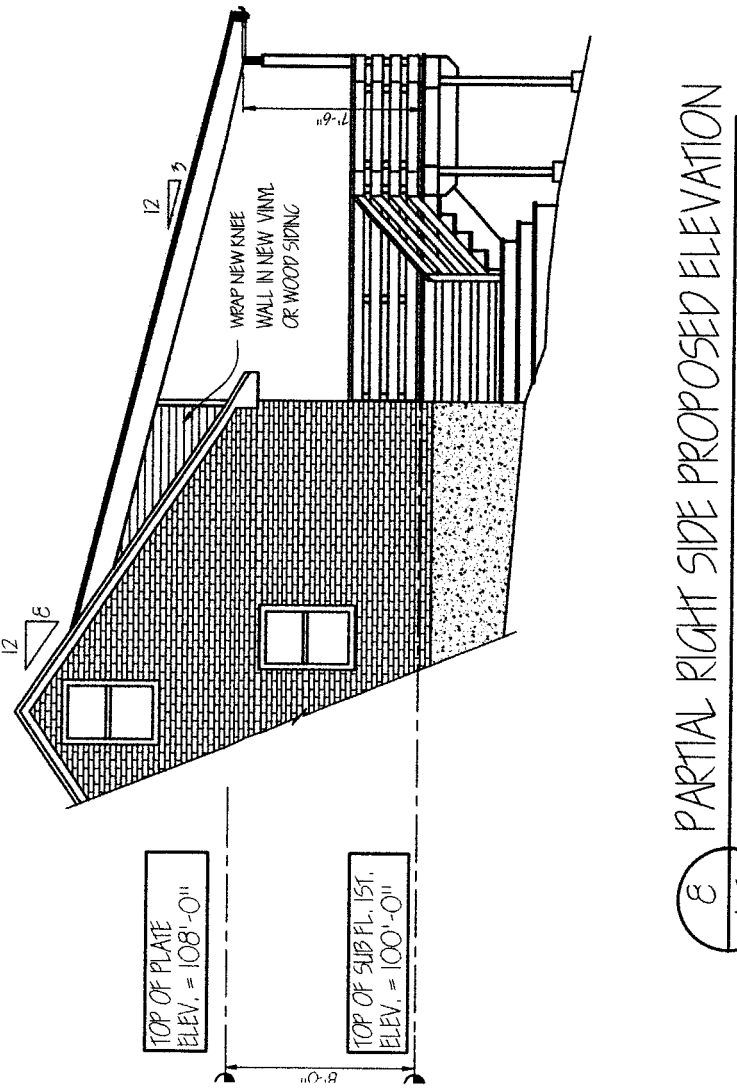 12
8
12
3
WRAP NEW KNEE
WALL IN NEW VINYL
OR WOOD SIDING
7'-6"
TOP OF PLATE
ELEV. = 108'-0"
TOP OF SUB FL. 1ST.
ELEV. = 100'-0"
8'-0"
8
PARTIAL RIGHT SIDE PROPOSED ELEVATION